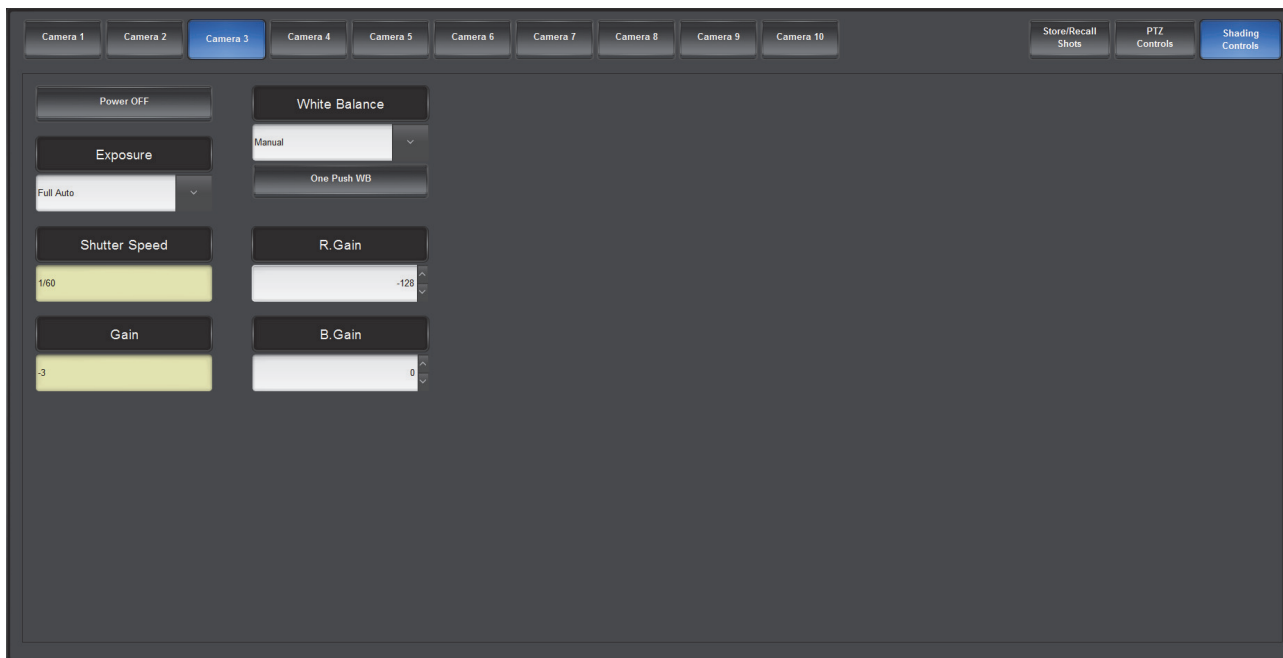 Camera 1
Camera 2
Camera 3
Camera 4
Camera 5
Camera 6
Camera 7
Camera 8
Camera 9
Camera 10
Store/Recall
Shots
PTZ
Controls
Shading
Controls
Power OFF
Exposure
Full Auto
Shutter Speed
1/60
Gain
-3
White Balance
Manual
One Push WB
R.Gain
-128
B.Gain
0